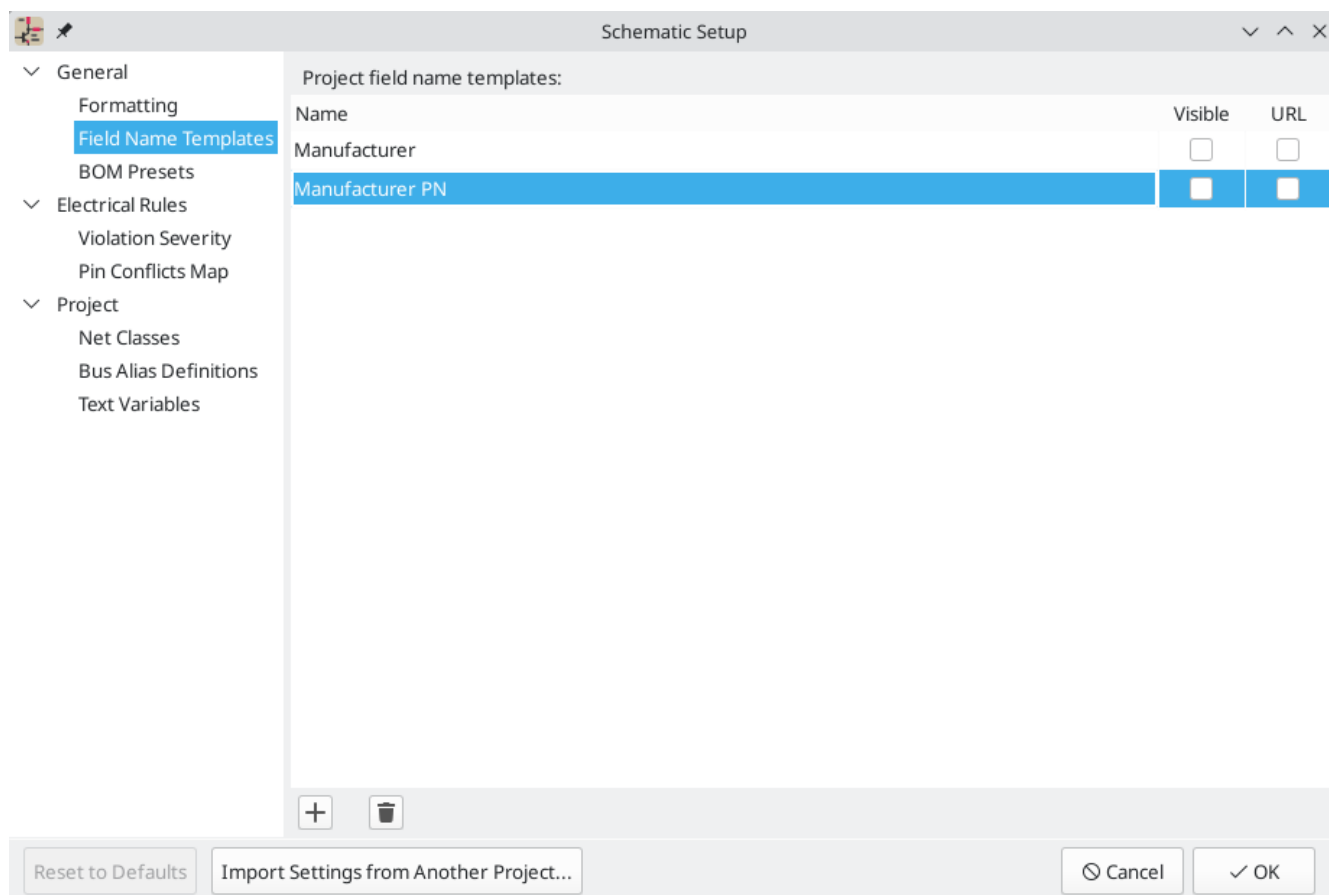 Schematic Setup
General
Formatting
Field Name Templates
BOM Presets
Electrical Rules
Violation Severity
Pin Conflicts Map
Project
Net Classes
Bus Alias Definitions
Text Variables
Project field name templates:
Name Visible URL
Manufacturer
Manufacturer PN
Reset to Defaults Import Settings from Another Project... Cancel OK